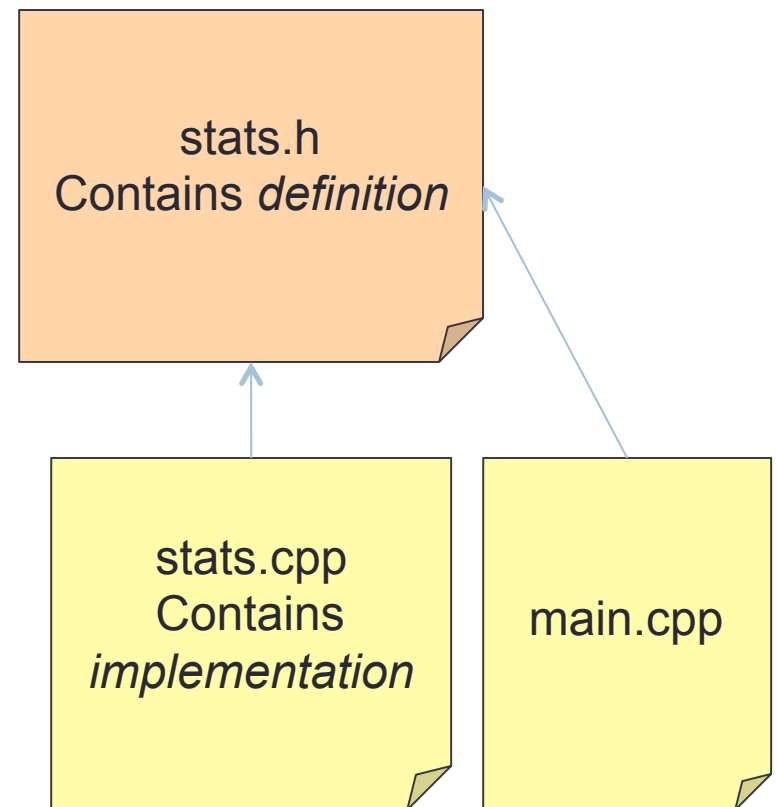 stats.h
Contains definition
stats.cpp
Contains
implementation
main.cpp